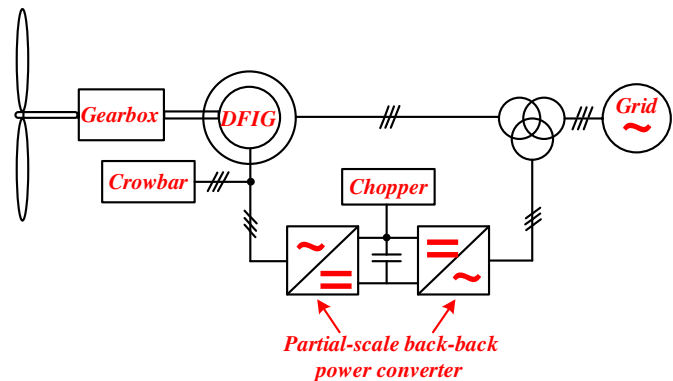 Gearbox
DFIG
Grid
Crowbar
Chopper
Partial-scale back-back
power converter